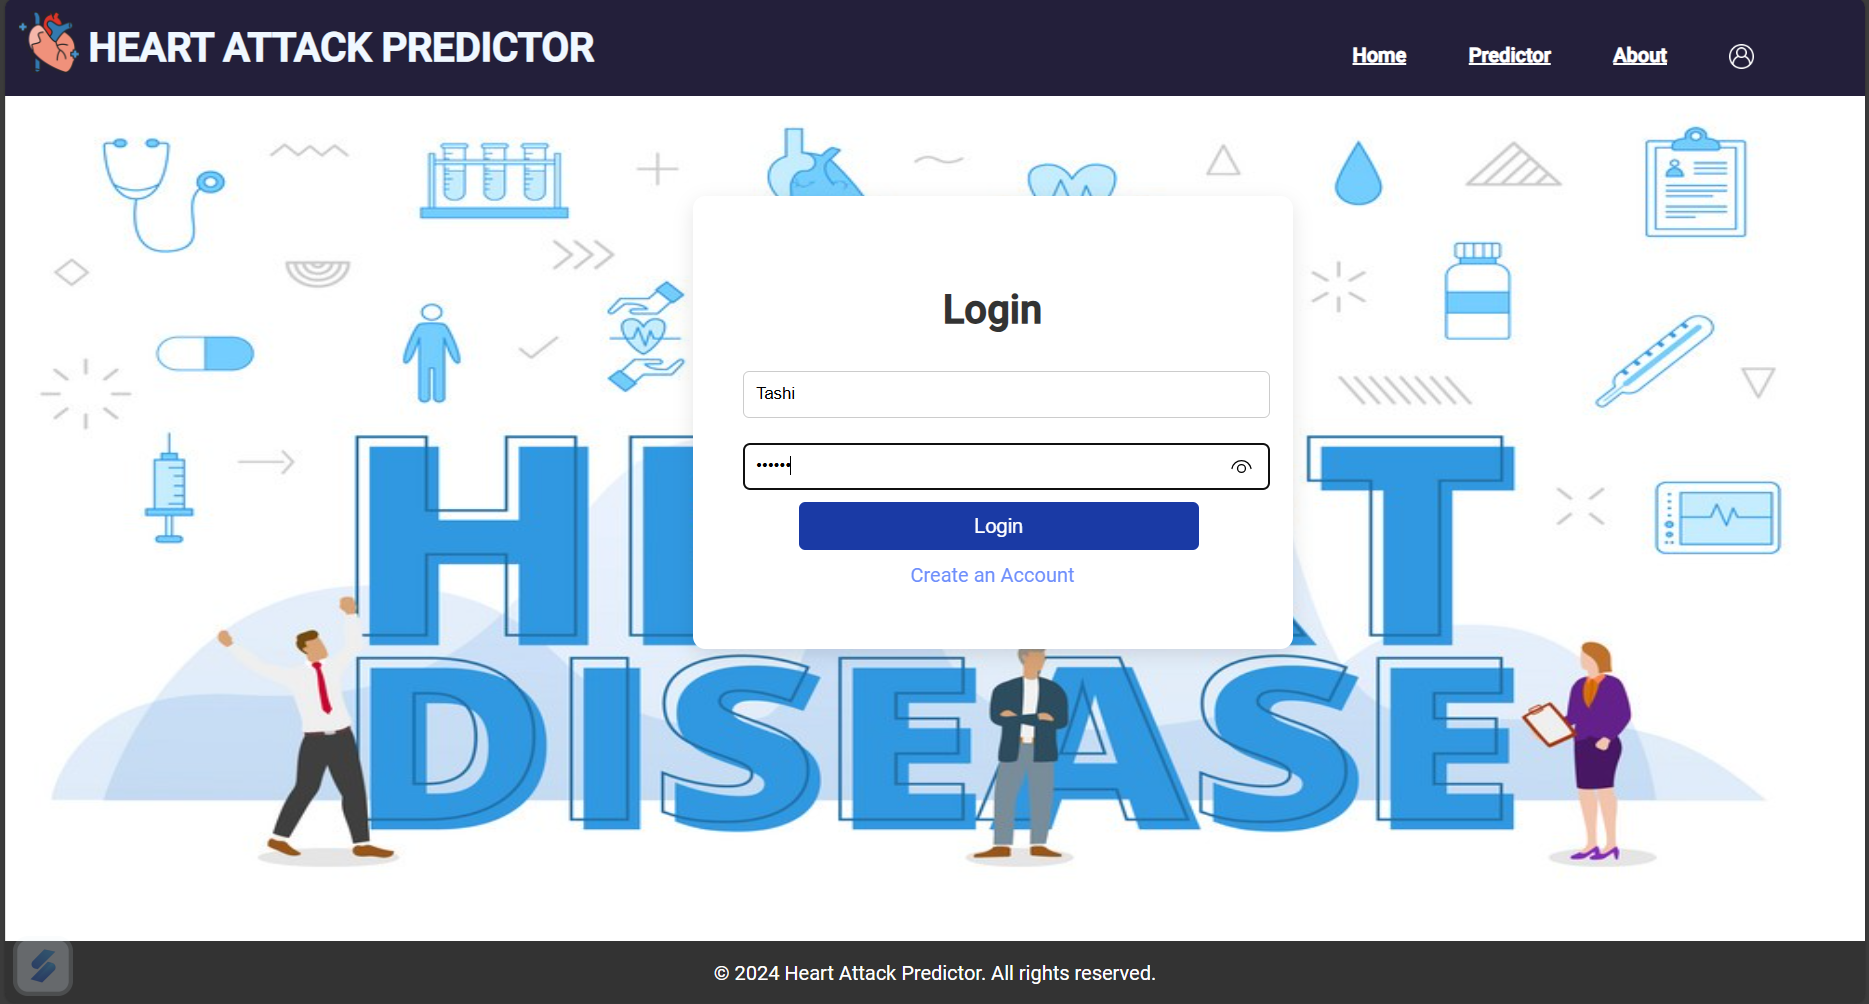 HEART ATTACK PREDICTOR
Home Predictor About
Login
Tashi
••••••
Login
Create an Account
DISEASE
© 2024 Heart Attack Predictor. All rights reserved.